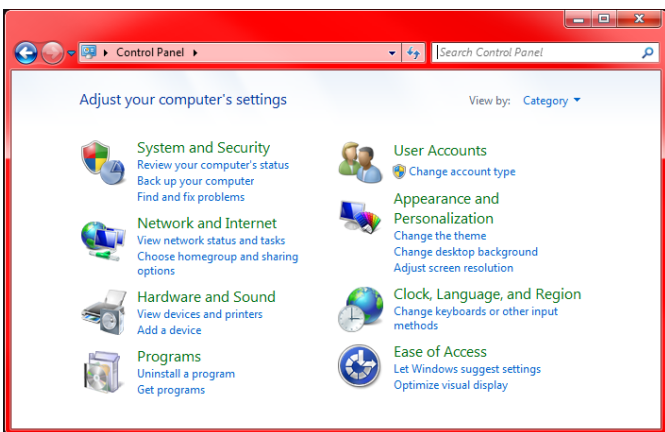 Control Panel
Search Control Panel
Adjust your computer's settings
View by: Category
System and Security
Review your computer's status
Back up your computer
Find and fix problems
Network and Internet
View network status and tasks
Choose homegroup and sharing
options
Hardware and Sound
View devices and printers
Add a device
Programs
Uninstall a program
Get programs
User Accounts
Change account type
Appearance and
Personalization
Change the theme
Change desktop background
Adjust screen resolution
Clock, Language, and Region
Change keyboards or other input
methods
Ease of Access
Let Windows suggest settings
Optimize visual display